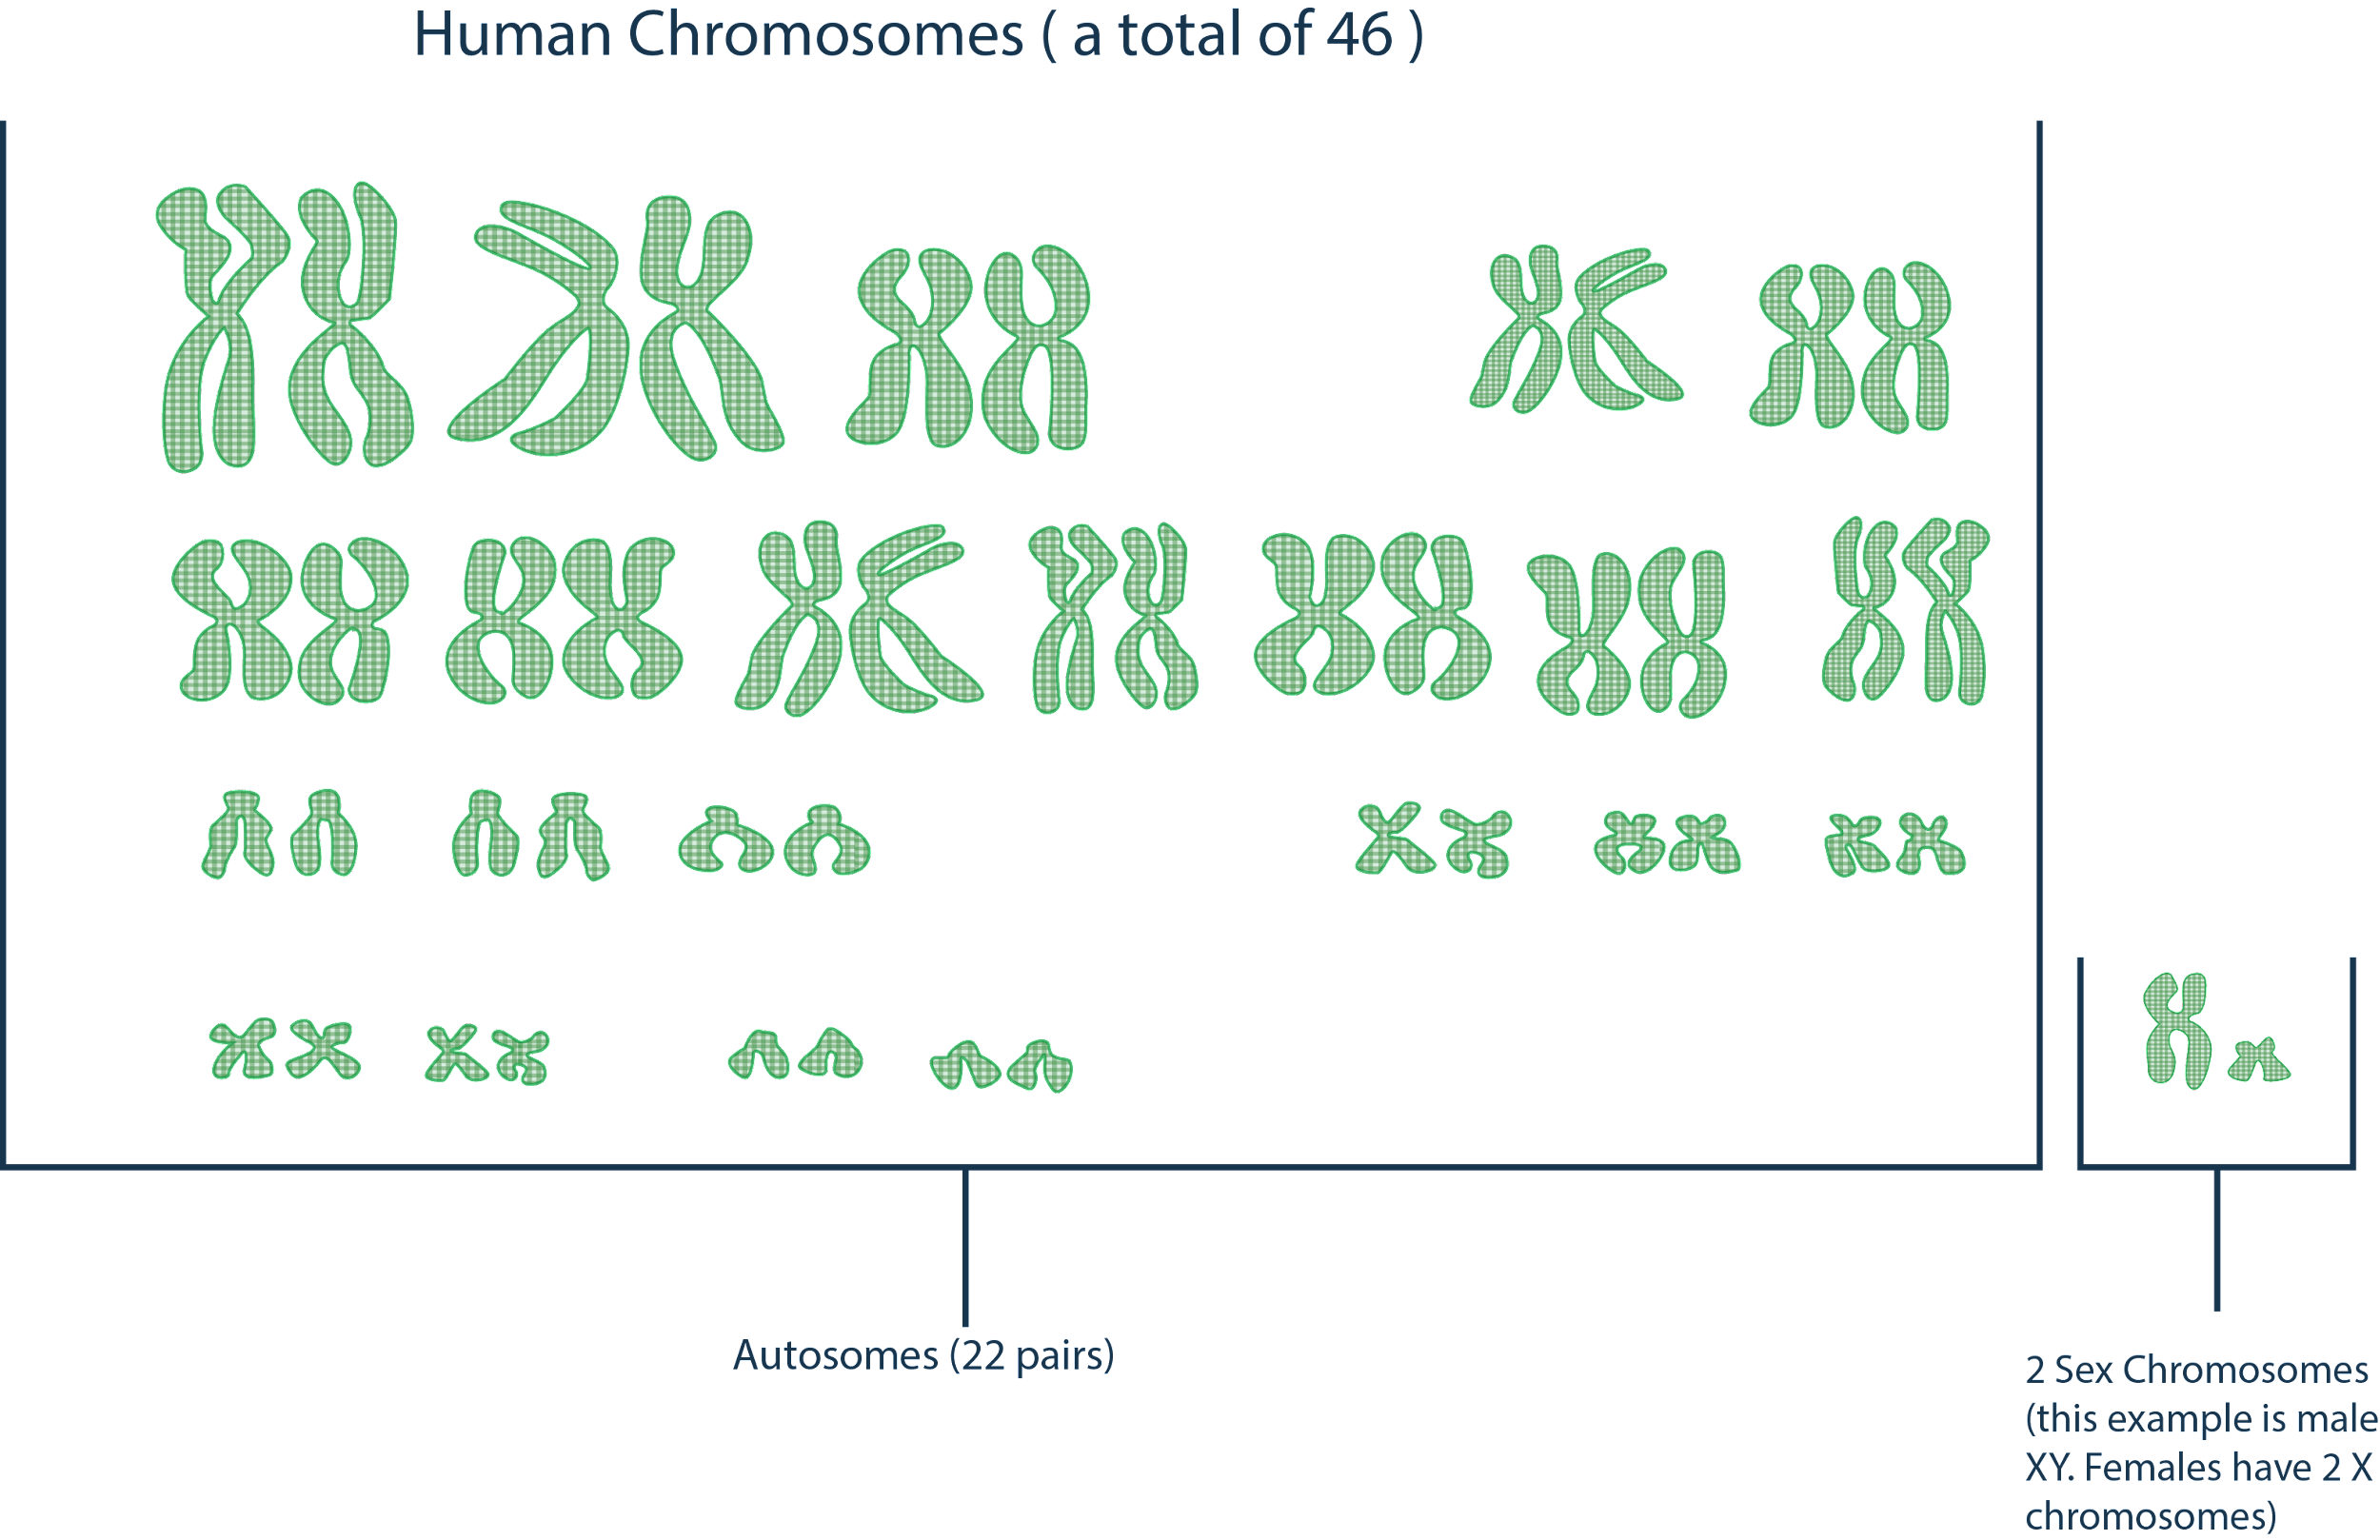 Human Chromosomes ( a total of 46 )
Autosomes (22 pairs)
2 Sex Chromosomes
(this example is male
XY. Females have 2 X
chromosomes)